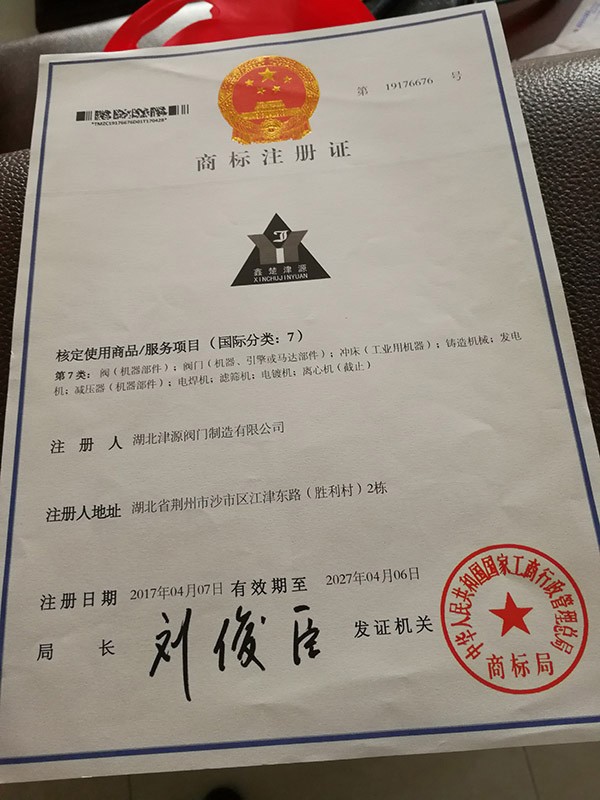 第 19176676 号
*TMZC19176676D01T170428*
商标注册证
鑫楚津源
XINCHUJINYUAN
核定使用商品/服务项目（国际分类：7）
第7类：阀（机器部件）；阀门（机器、引擎或马达部件）；冲床（工业用机器）；铸造机械；发电
机；减压器（机器部件）；电焊机；滤筛机；电镀机；离心机（截止）
注册人 湖北津源阀门制造有限公司
注册人地址 湖北省荆州市沙市区江津东路（胜利村）2栋
注册日期 2017年04月07日 有效期至 2027年04月06日
局长 刘俊臣 发证机关
中华人民共和国国家工商行政管理总局
商标局